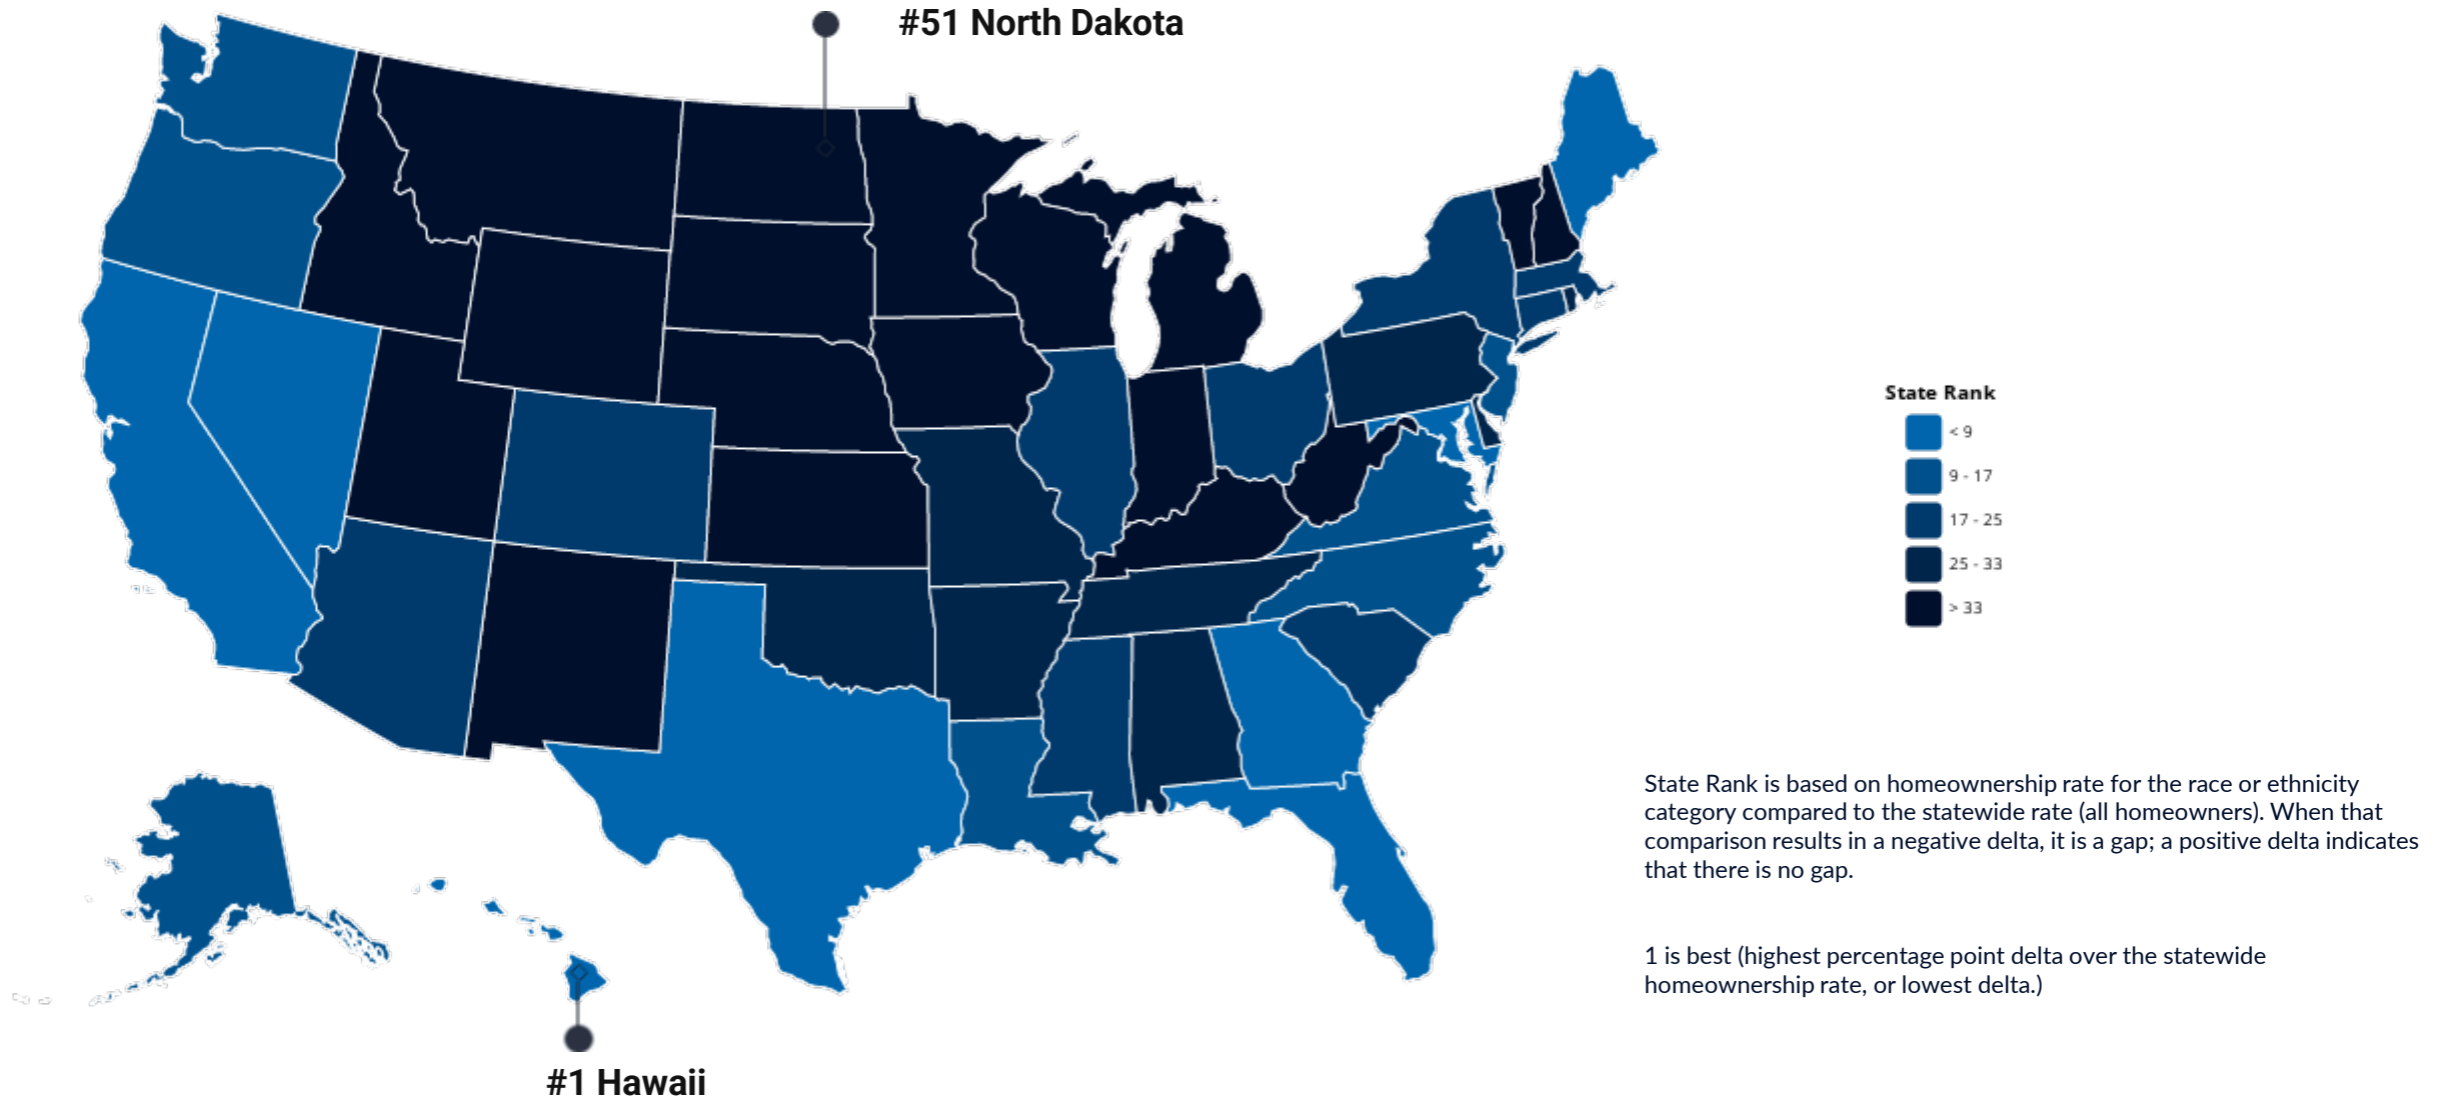 #51 North Dakota
State Rank
< 9
9 - 17
17 - 25
25 - 33
> 33
State Rank is based on homeownership rate for the race or ethnicity
category compared to the statewide rate (all homeowners). When that
comparison results in a negative delta, it is a gap; a positive delta indicates
that there is no gap.
1 is best (highest percentage point delta over the statewide
homeownership rate, or lowest delta.)
#1 Hawaii